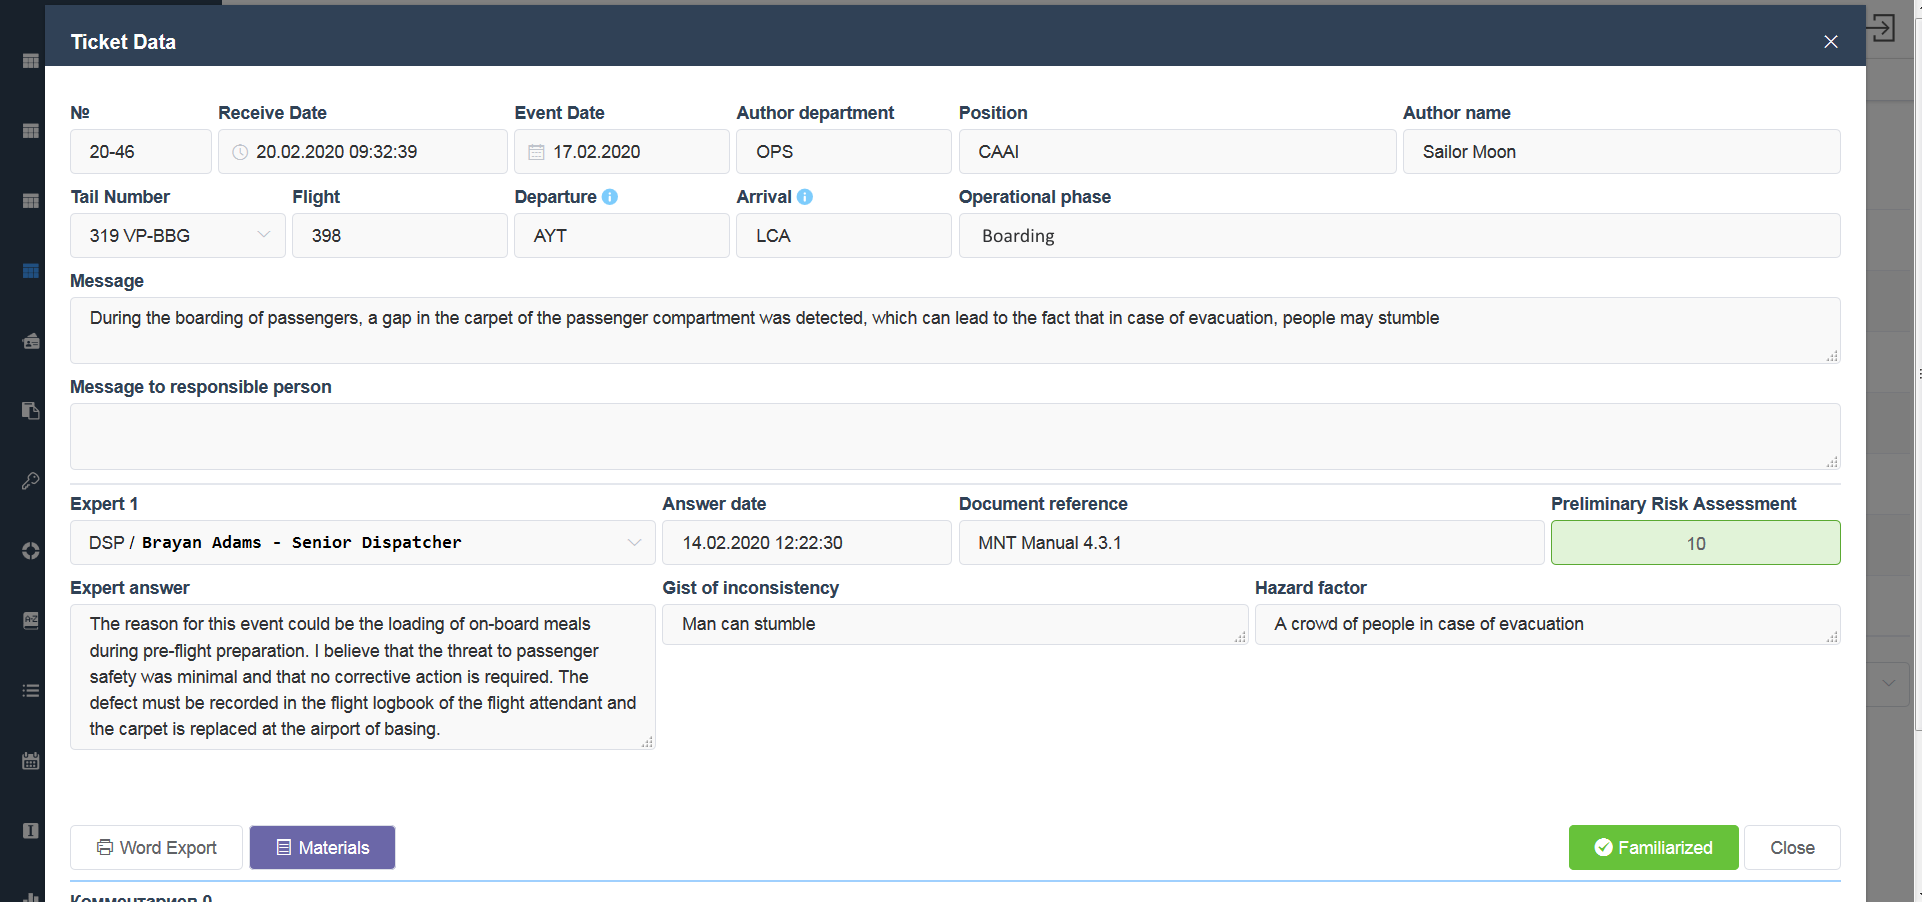 Ticket Data
№ Receive Date Event Date Author department Position Author name
20-46 20.02.2020 09:32:39 17.02.2020 OPS CAAI Sailor Moon
Tail Number Flight Departure Arrival Operational phase
319 VP-BBG 398 AYT LCA Boarding
Message
During the boarding of passengers, a gap in the carpet of the passenger compartment was detected, which can lead to the fact that in case of evacuation, people may stumble
Message to responsible person
Expert 1 Answer date Document reference Preliminary Risk Assessment
DSP / Brayan Adams - Senior Dispatcher 14.02.2020 12:22:30 MNT Manual 4.3.1 10
Expert answer Gist of inconsistency Hazard factor
The reason for this event could be the loading of on-board meals
during pre-flight preparation. I believe that the threat to passenger
safety was minimal and that no corrective action is required. The
defect must be recorded in the flight logbook of the flight attendant and
the carpet is replaced at the airport of basing.
Man can stumble
A crowd of people in case of evacuation
Word Export Materials Familiarized Close
Комментариев 0